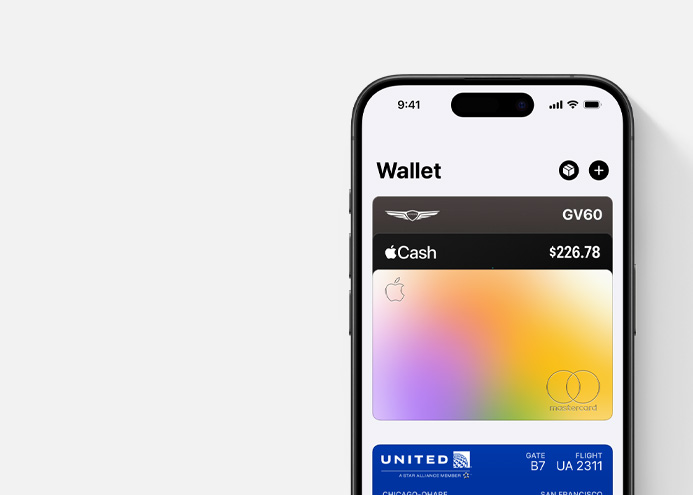 9:41
Wallet
GV60
Cash $226.78
mastercard
UNITED
A STAR ALLIANCE MEMBER
GATE FLIGHT
B7 UA 2311
CHICAGO-OHARE SAN FRANCISCO